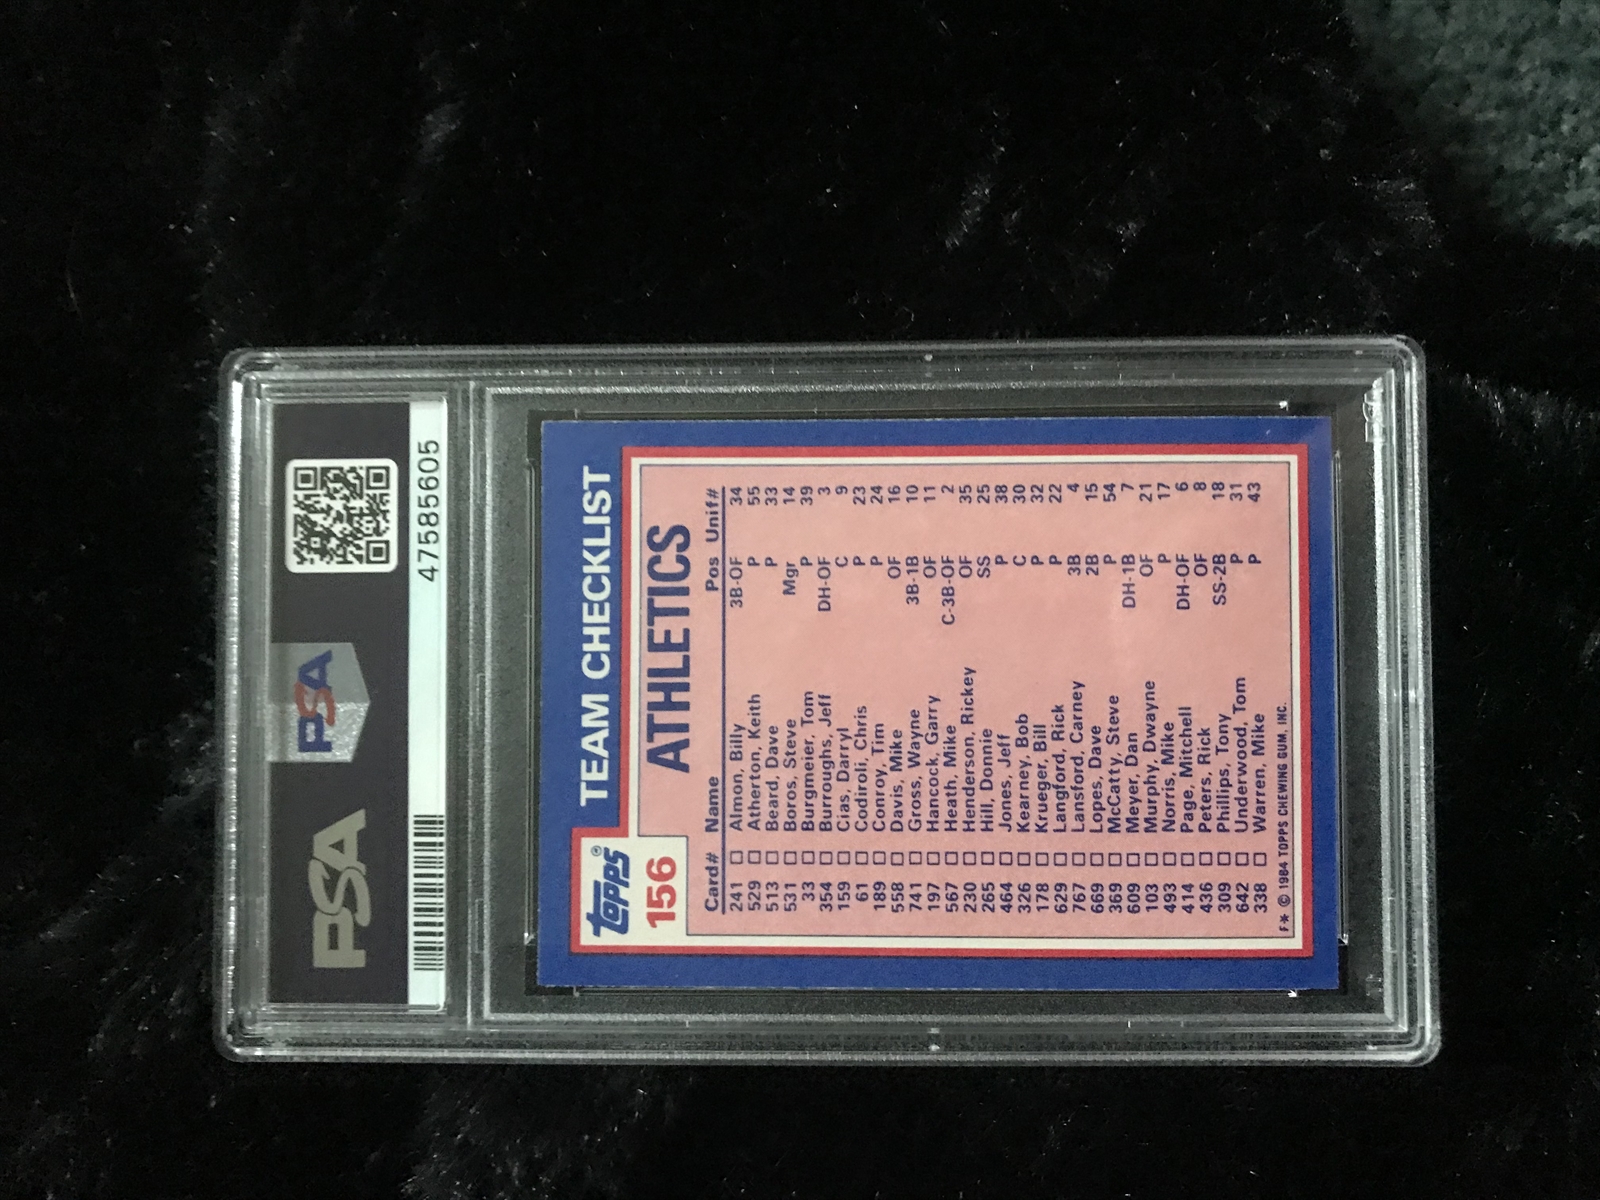 PSA
PSA
47585605
Topps®
156
TEAM CHECKLIST
ATHLETICS
Card# Name Pos Unif#
241 Almon, Billy 3B-OF 34
529 Atherton, Keith P 55
513 Beard, Dave P 33
531 Boros, Steve Mgr 14
33 Burgmeier, Tom P 39
354 Burroughs, Jeff DH-OF 3
159 Cias, Darryl C 9
61 Codiroli, Chris P 23
189 Conroy, Tim P 24
558 Davis, Mike OF 16
741 Gross, Wayne 3B-1B 10
197 Hancock, Garry OF 11
567 Heath, Mike C-3B-OF 2
230 Henderson, Rickey OF 35
265 Hill, Donnie SS 25
464 Jones, Jeff P 38
326 Kearney, Bob C 30
178 Krueger, Bill P 32
629 Langford, Rick P 22
767 Lansford, Carney 3B 4
669 Lopes, Dave 2B 15
369 McCatty, Steve P 54
609 Meyer, Dan DH-1B 7
103 Murphy, Dwayne OF 21
493 Norris, Mike P 17
414 Page, Mitchell DH-OF 6
436 Peters, Rick OF 8
309 Phillips, Tony SS-2B 18
642 Underwood, Tom P 31
338 Warren, Mike P 43
F* © 1984 TOPPS CHEWING GUM, INC.